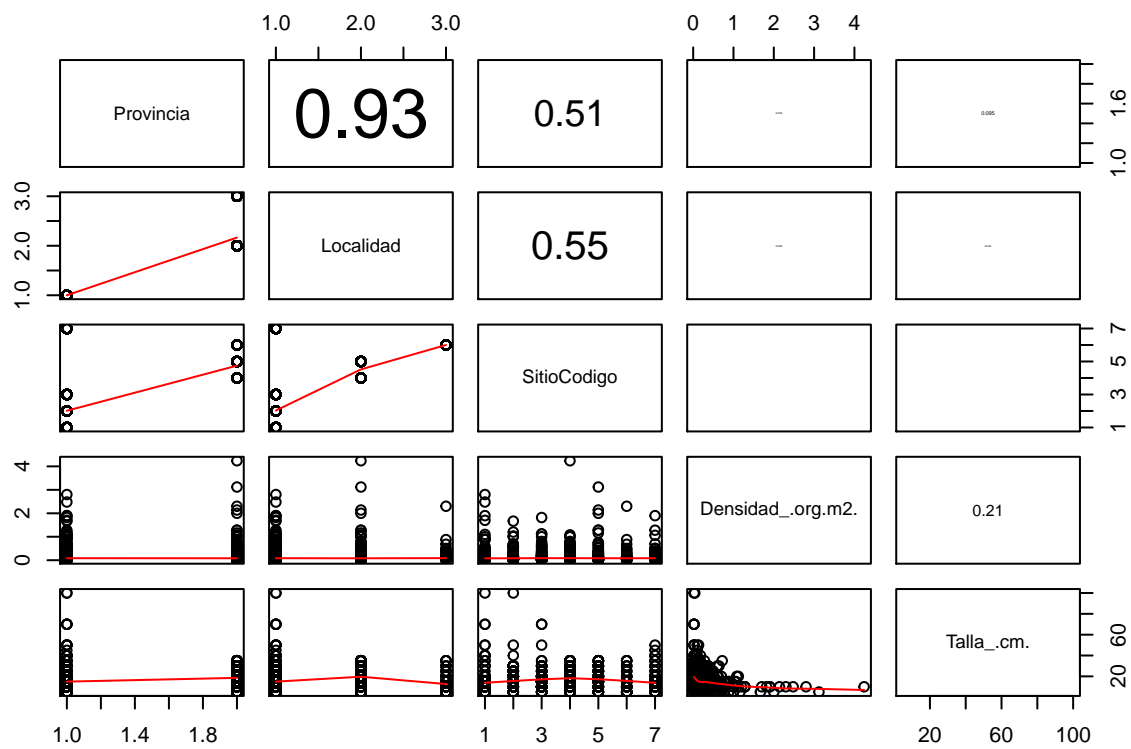 1.0 2.0 3.0 0 1 2 3 4
Provincia 0.93 0.51 0.095 1.0 1.6
1.0 2.0 3.0 Localidad 0.55
SitioCodigo 1 3 5 7
0 2 4 Densidad_.org.m2. 0.21
Talla_.cm. 20 60
1.0 1.4 1.8 1 3 5 7 20 60 100